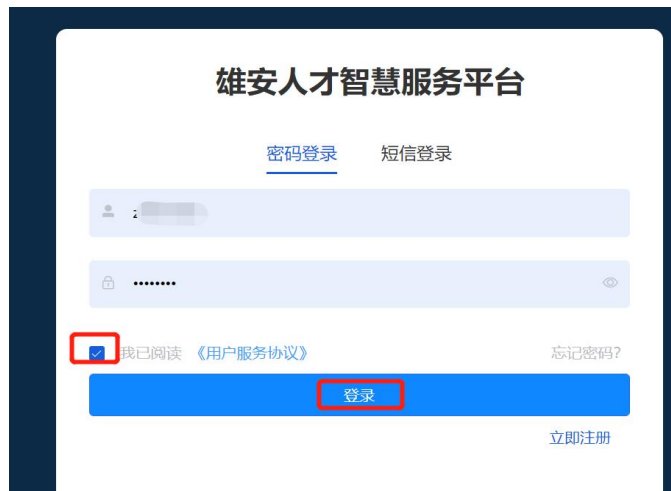 雄安人才智慧服务平台
密码登录 短信登录
••••••••
我已阅读 《用户服务协议》 忘记密码?
登录
立即注册